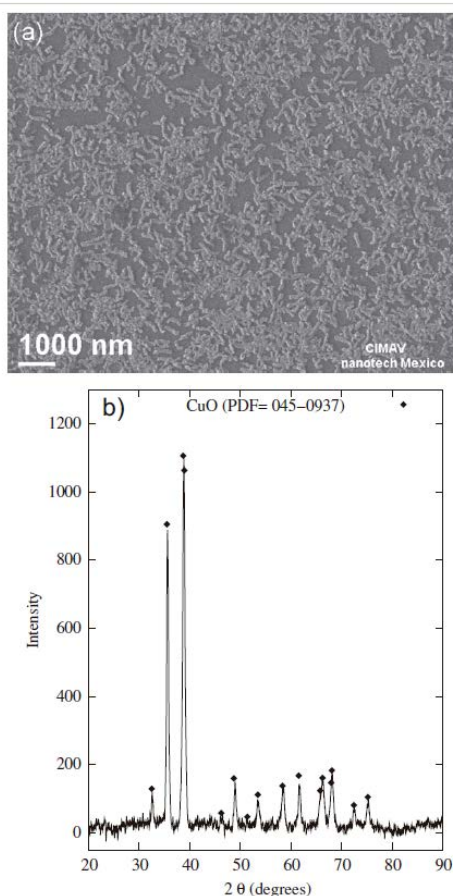 (a)
1000 nm
CIMAV
nanotech Mexico
b)
CuO (PDF= 045−0937)
1200
1000
800
600
400
200
0
Intensity
20 30 40 50 60 70 80 90
2 θ (degrees)